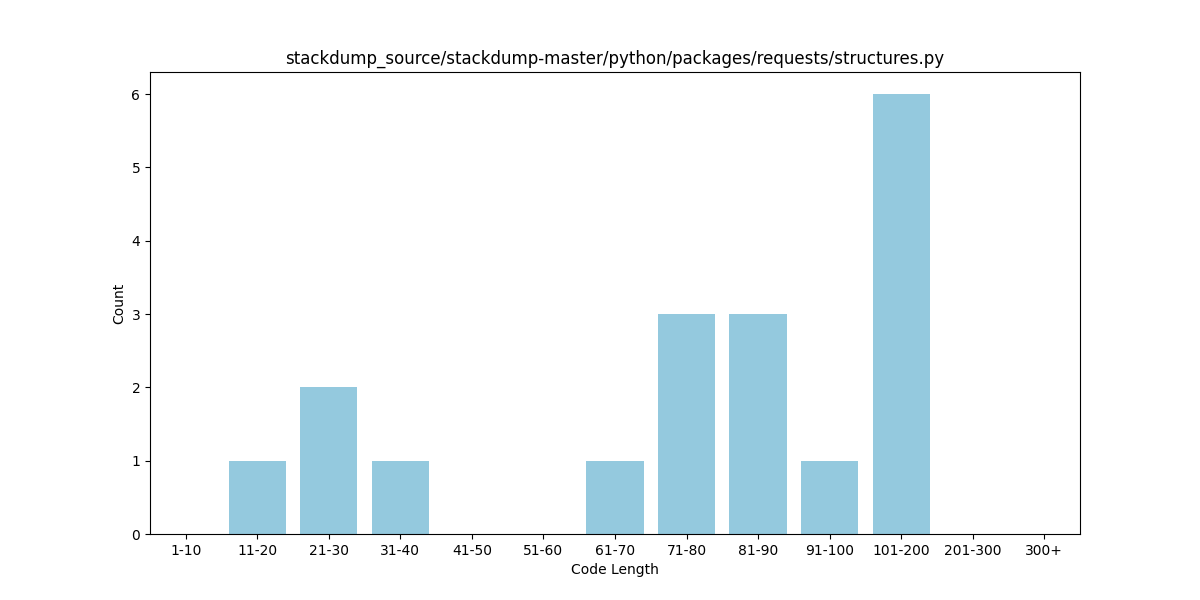 stackdump_source/stackdump-master/python/packages/requests/structures.py
6
5
4
3
2
1
0
Count
1-10 11-20 21-30 31-40 41-50 51-60 61-70 71-80 81-90 91-100 101-200 201-300 300+
Code Length